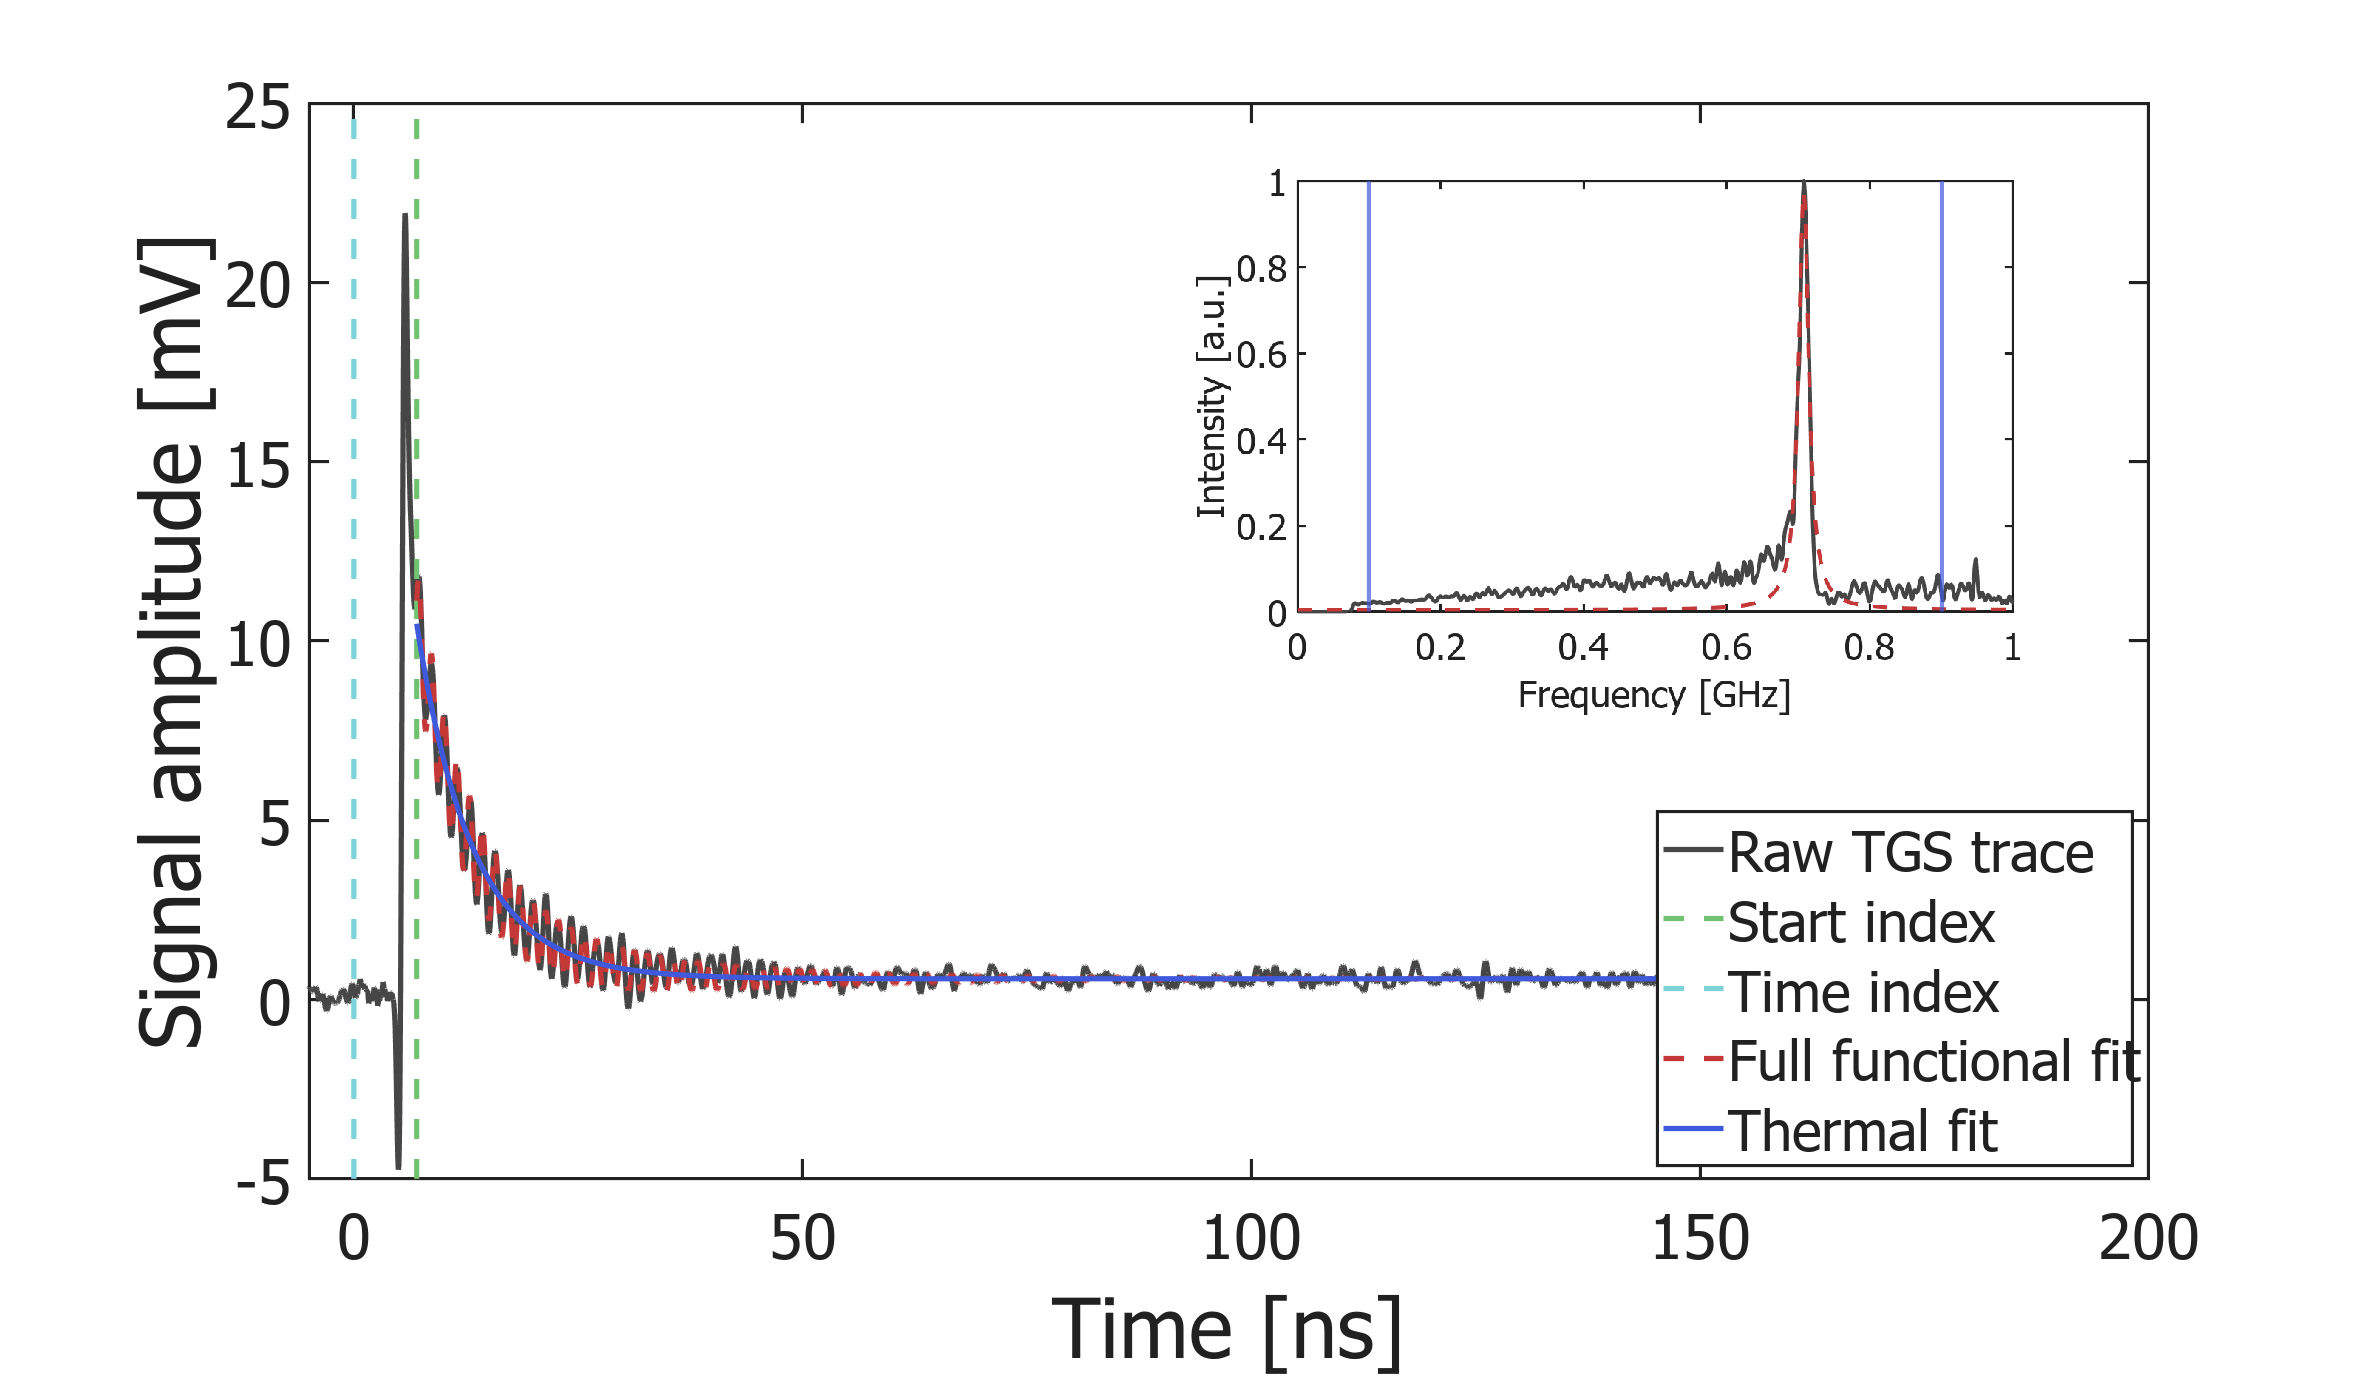 Signal amplitude [mV]
25
20
15
10
5
0
-5
0 50 100 150 200
Time [ns]
Intensity [a.u.]
1
0.8
0.6
0.4
0.2
0
0 0.2 0.4 0.6 0.8 1
Frequency [GHz]
Raw TGS trace
Start index
Time index
Full functional fit
Thermal fit